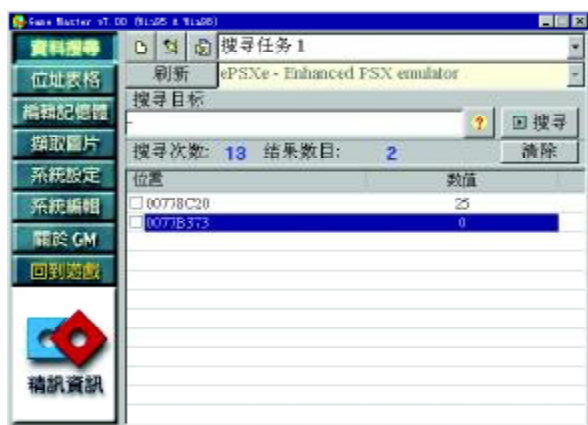 Game Master v7.00 (Win95 & Win98)
資料搜尋
位址表格
編輯記憶體
擷取圖片
系統設定
系統編輯
關於 GM
回到遊戲
精訊資訊
搜寻任务 1
刷新
ePSXe - Enhanced PSX emulator
搜寻目标
-
?
搜寻
搜寻次数: 13 结果数目: 2
清除
位置 数值
00778C20 25
0077B373 0